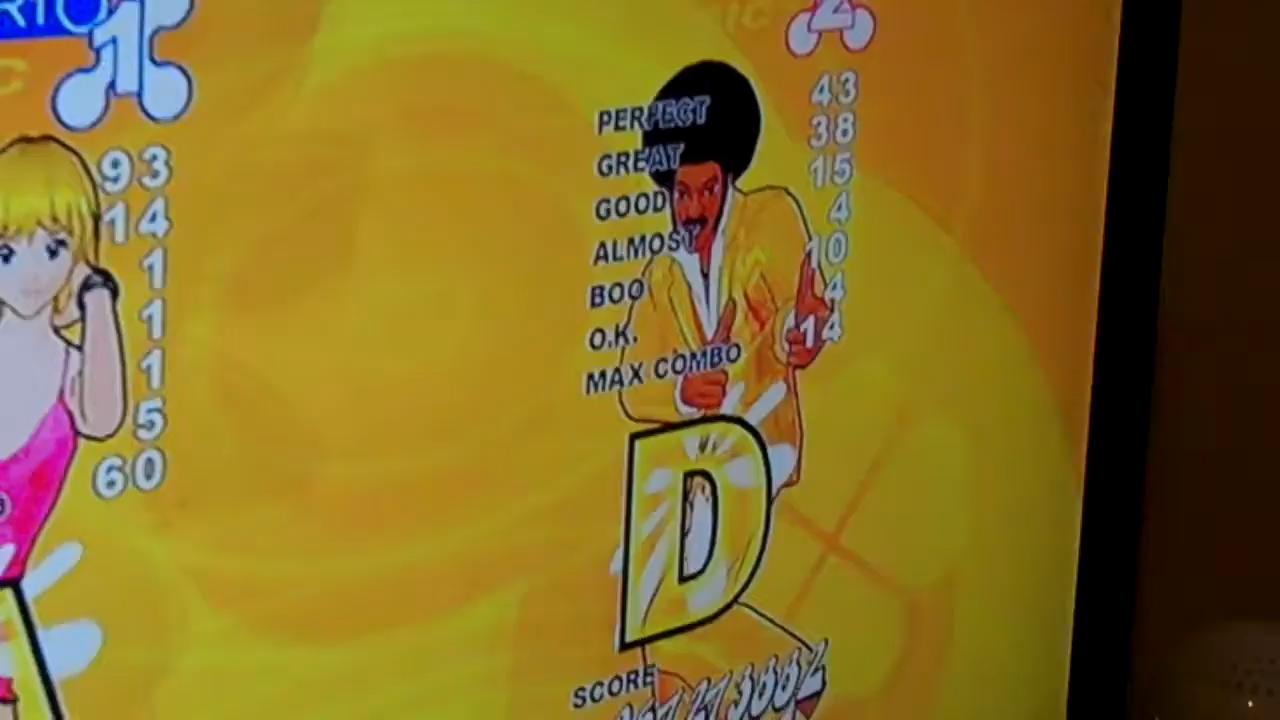 1
2
93
14
1
1
1
5
60
PERFECT 43
GREAT 38
GOOD 15
ALMOST 4
BOO 10
O.K. 4
MAX COMBO 14
D
SCORE